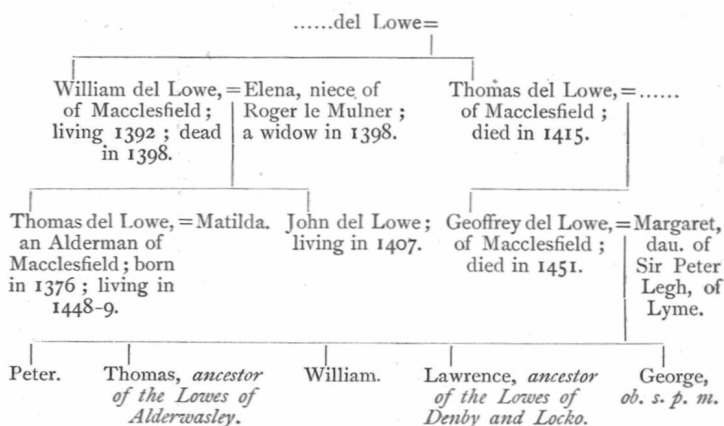 ......del Lowe=
William del Lowe, = Elena, niece of
of Macclesfield ; Roger le Mulner ;
living 1392 ; dead a widow in 1398.
in 1398.
Thomas del Lowe, = ......
of Macclesfield ;
died in 1415.
Thomas del Lowe, = Matilda.
an Alderman of
Macclesfield ; born
in 1376 ; living in
1448-9.
John del Lowe ;
living in 1407.
Geoffrey del Lowe, = Margaret,
of Macclesfield ; dau. of
died in 1451. Sir Peter
Legh, of
Lyme.
Peter.
Thomas, ancestor
of the Lowes of
Alderwasley.
William.
Lawrence, ancestor
of the Lowes of
Denby and Locko.
George,
ob. s. p. m.